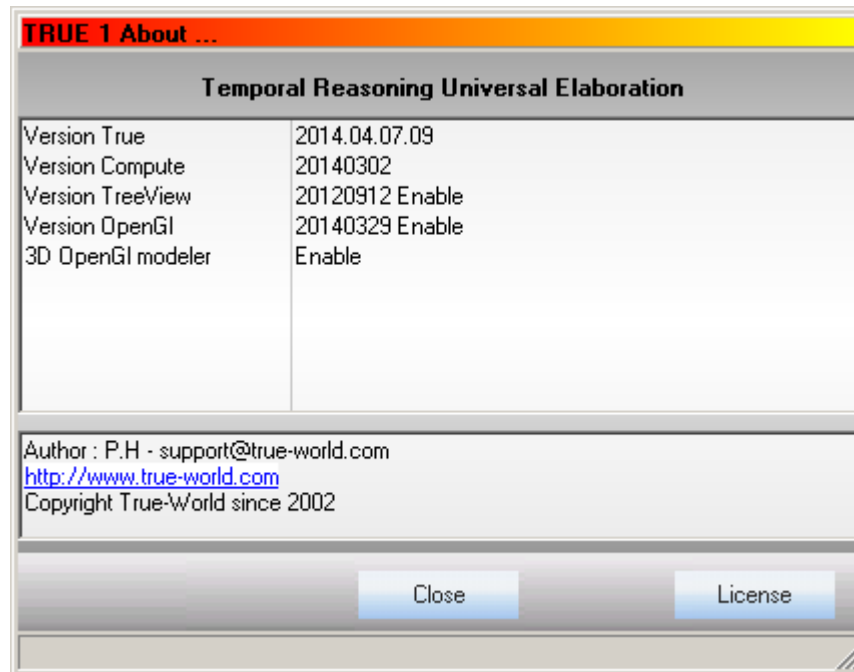 TRUE 1 About ...
Temporal Reasoning Universal Elaboration
Version True 2014.04.07.09
Version Compute 20140302
Version TreeView 20120912 Enable
Version OpenGl 20140329 Enable
3D OpenGl modeler Enable
Author : P.H - support@true-world.com
http://www.true-world.com
Copyright True-World since 2002
Close License